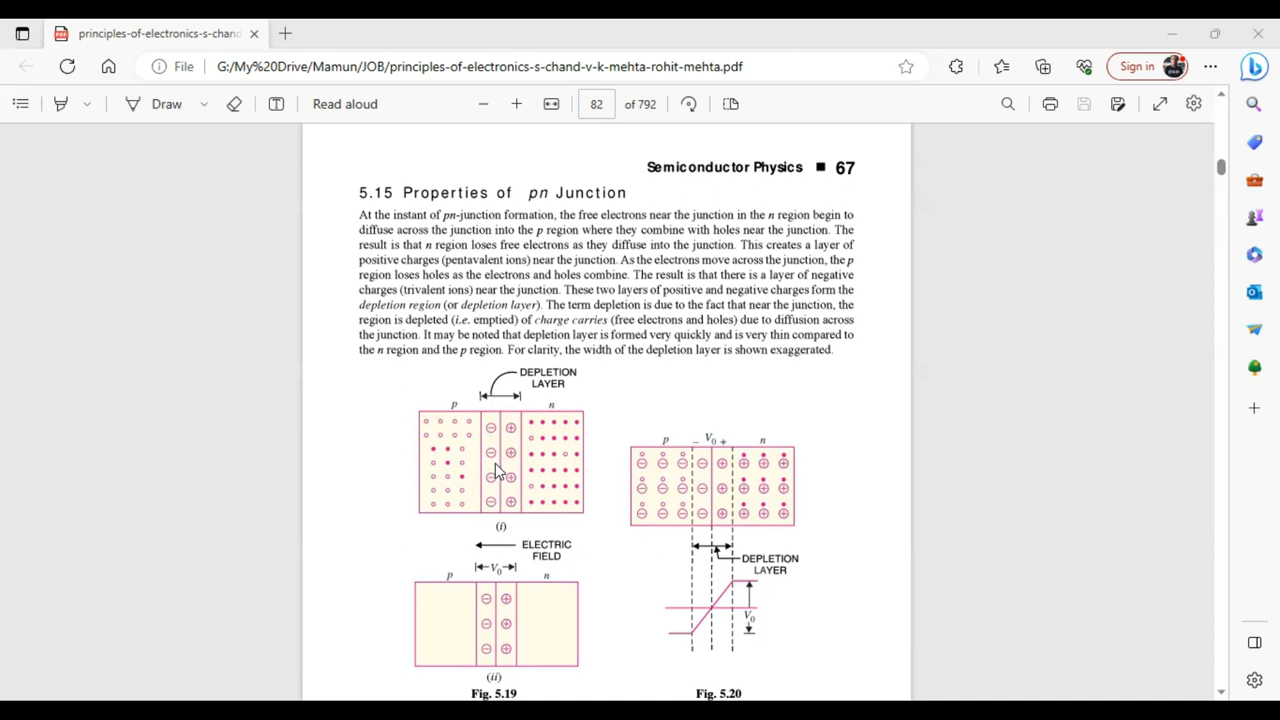 principles-of-electronics-s-chand
File
G:/My%20Drive/Mamun/JOB/principles-of-electronics-s-chand-v-k-mehta-rohit-mehta.pdf
Sign in
Draw
Read aloud
82
of 792
Semiconductor Physics ■ 67
5.15 Properties of pn Junction
At the instant of pn-junction formation, the free electrons near the junction in the n region begin to
diffuse across the junction into the p region where they combine with holes near the junction. The
result is that n region loses free electrons as they diffuse into the junction. This creates a layer of
positive charges (pentavalent ions) near the junction. As the electrons move across the junction, the p
region loses holes as the electrons and holes combine. The result is that there is a layer of negative
charges (trivalent ions) near the junction. These two layers of positive and negative charges form the
depletion region (or depletion layer). The term depletion is due to the fact that near the junction, the
region is depleted (i.e. emptied) of charge carries (free electrons and holes) due to diffusion across
the junction. It may be noted that depletion layer is formed very quickly and is very thin compared to
the n region and the p region. For clarity, the width of the depletion layer is shown exaggerated.
DEPLETION
LAYER
p
n
(i)
ELECTRIC
FIELD
V₀
p
n
(ii)
Fig. 5.19
p – V₀ + n
DEPLETION
LAYER
V₀
Fig. 5.20